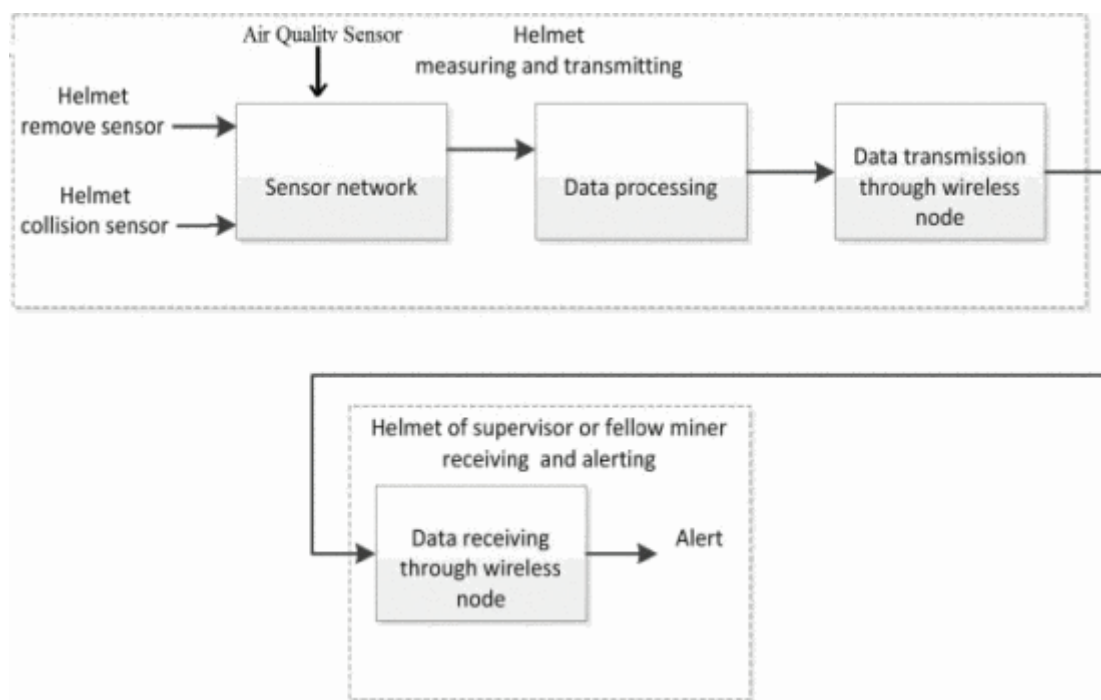 Air Quality Sensor
Helmet
measuring and transmitting
Helmet
remove sensor
Helmet
collision sensor
Sensor network
Data processing
Data transmission
through wireless
node
Helmet of supervisor or fellow miner
receiving and alerting
Data receiving
through wireless
node
Alert